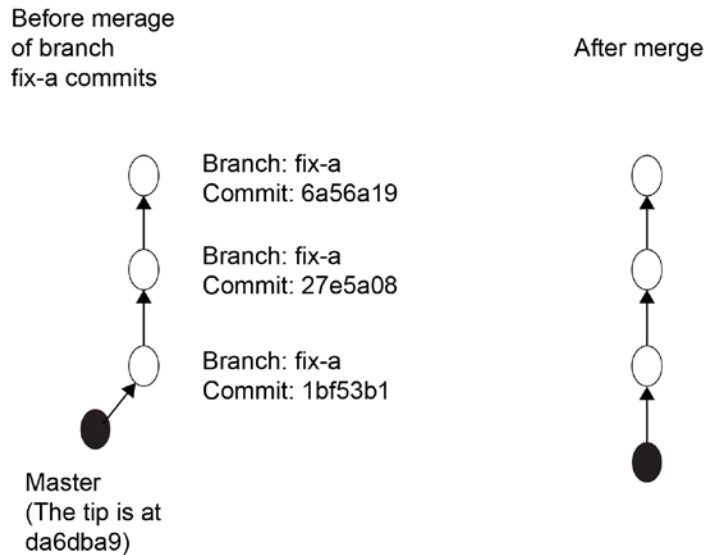 Before merage
of branch
fix-a commits
After merge
Branch: fix-a
Commit: 6a56a19
Branch: fix-a
Commit: 27e5a08
Branch: fix-a
Commit: 1bf53b1
Master
(The tip is at
da6dba9)